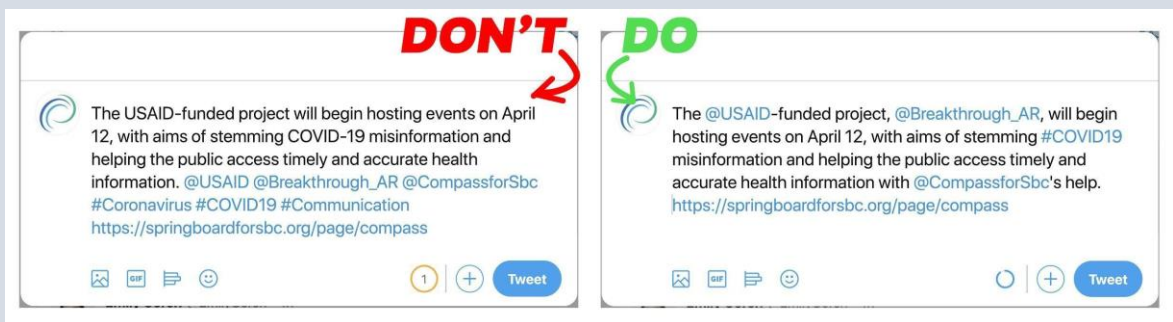 DON'T
The USAID-funded project will begin hosting events on April
12, with aims of stemming COVID-19 misinformation and
helping the public access timely and accurate health
information. @USAID @Breakthrough_AR @CompassforSbc
#Coronavirus #COVID19 #Communication
https://springboardforsbc.org/page/compass
GIF
1
Tweet
DO
The @USAID-funded project, @Breakthrough_AR, will begin
hosting events on April 12, with aims of stemming #COVID19
misinformation and helping the public access timely and
accurate health information with @CompassforSbc's help.
https://springboardforsbc.org/page/compass
GIF
Tweet